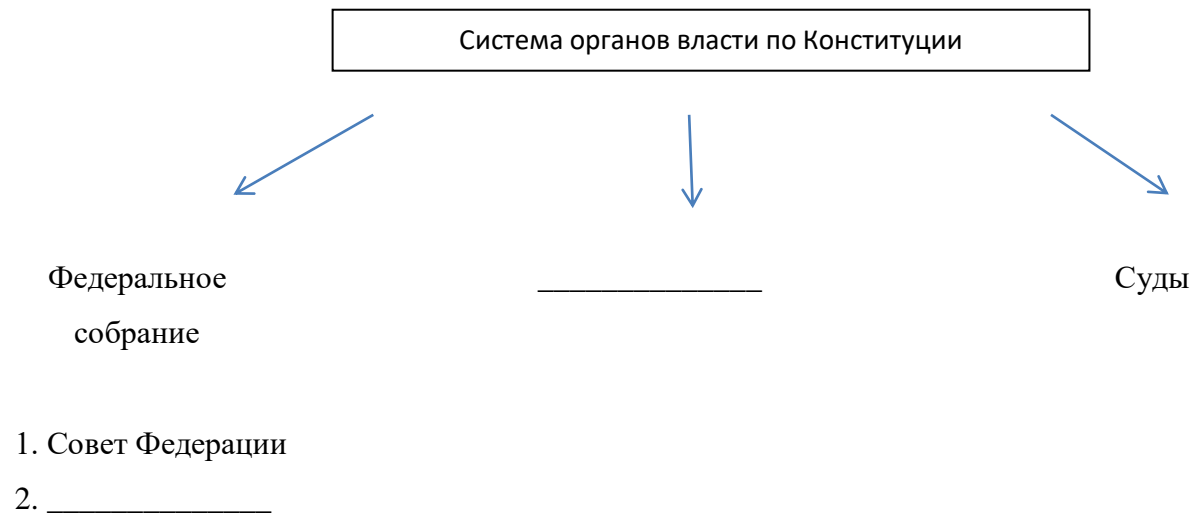 Система органов власти по Конституции
Федеральное ______________ Суды
собрание
1. Совет Федерации
2. ______________